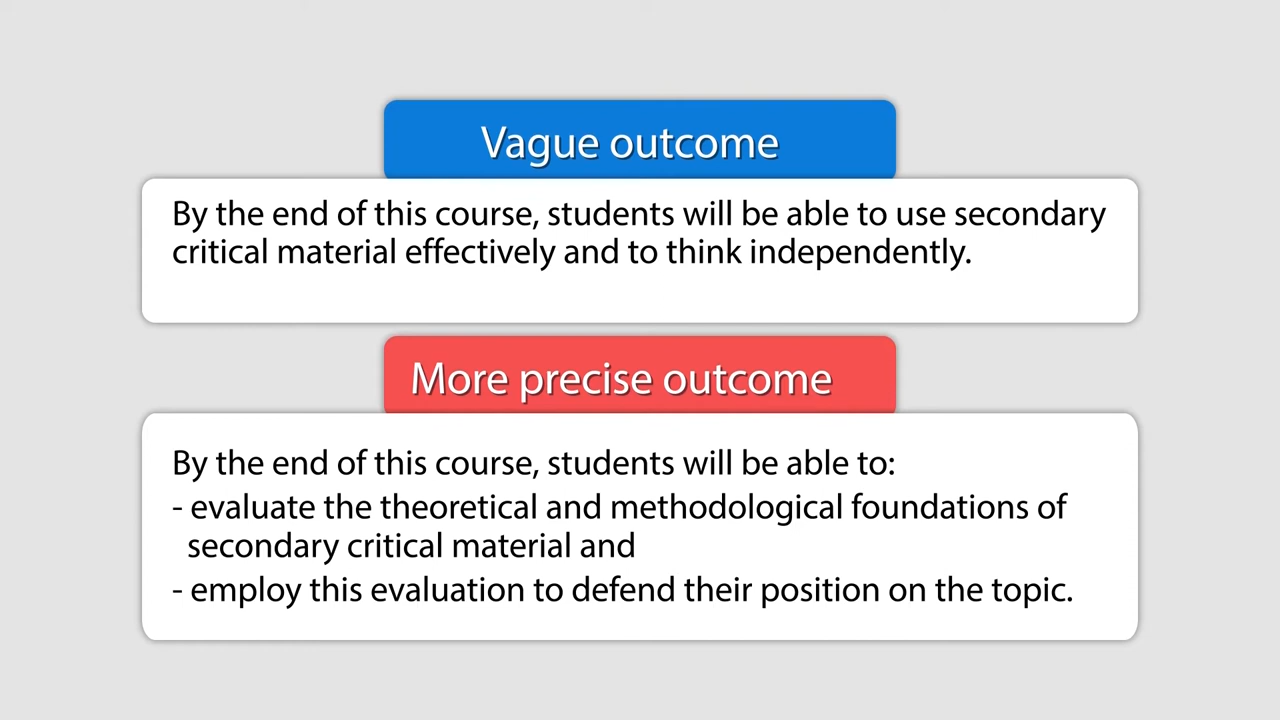 Vague outcome
By the end of this course, students will be able to use secondary
critical material effectively and to think independently.
More precise outcome
By the end of this course, students will be able to:
- evaluate the theoretical and methodological foundations of
secondary critical material and
- employ this evaluation to defend their position on the topic.